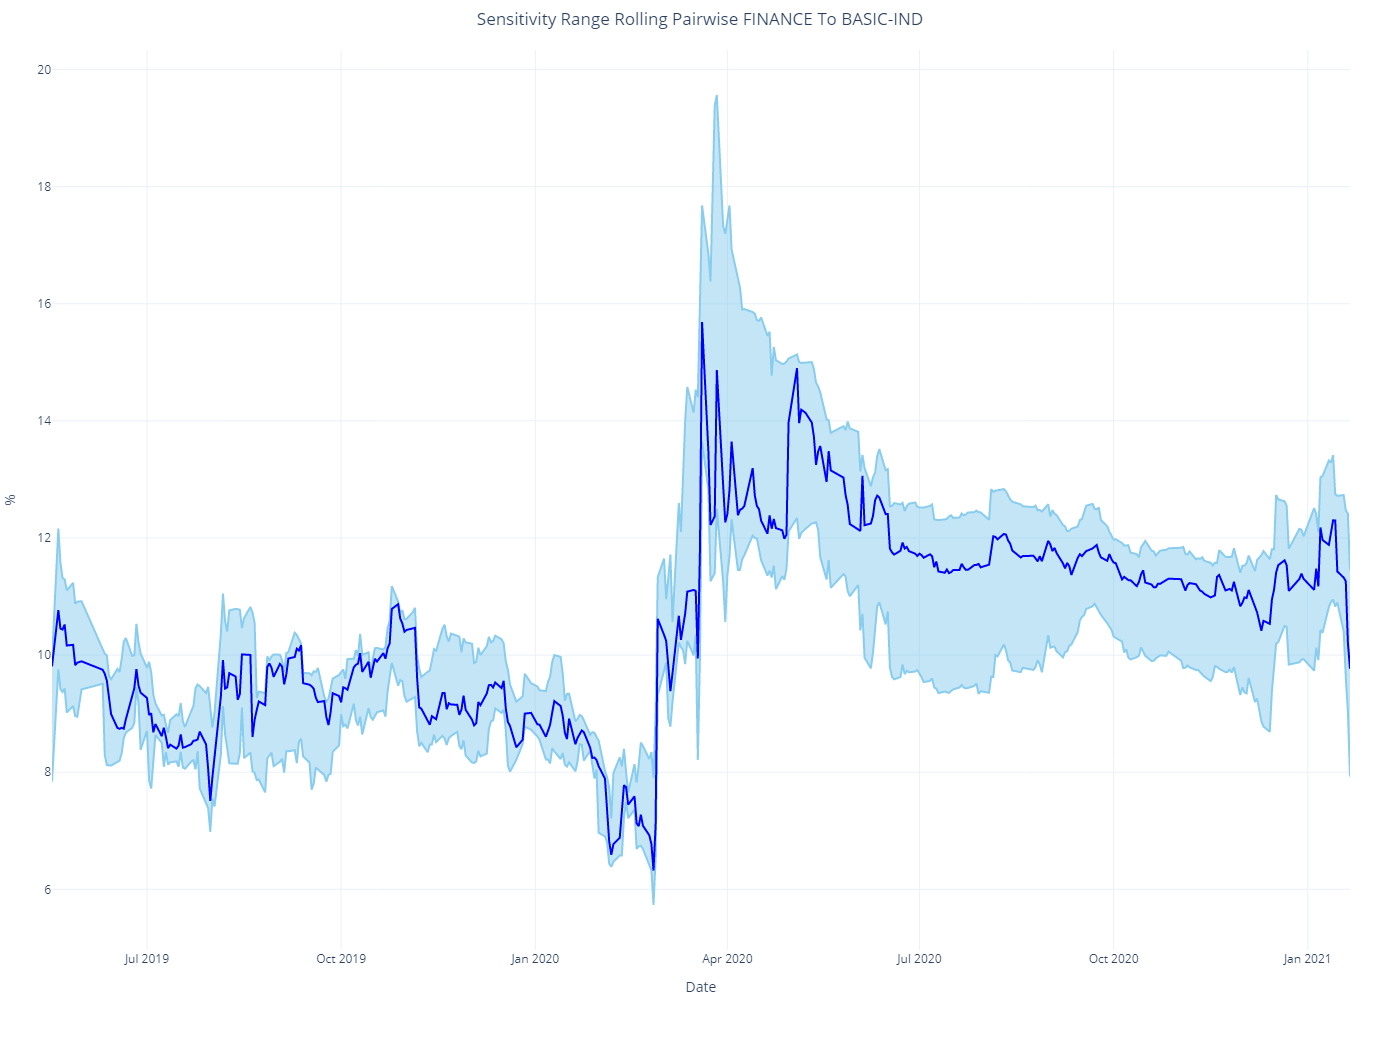 Sensitivity Range Rolling Pairwise FINANCE To BASIC-IND
20
18
16
14
12
10
8
6
%
Jul 2019
Oct 2019
Jan 2020
Apr 2020
Jul 2020
Oct 2020
Jan 2021
Date